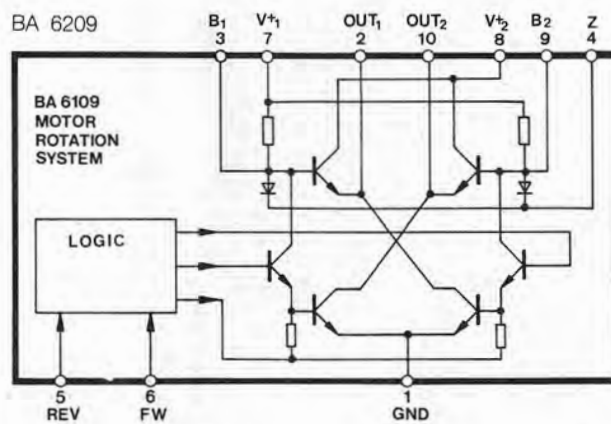 BA 6209
B1 V+1 OUT1 OUT2 V+2 B2 Z
3 7 2 10 8 9 4
BA 6109
MOTOR
ROTATION
SYSTEM
LOGIC
5 6 1
REV FW GND